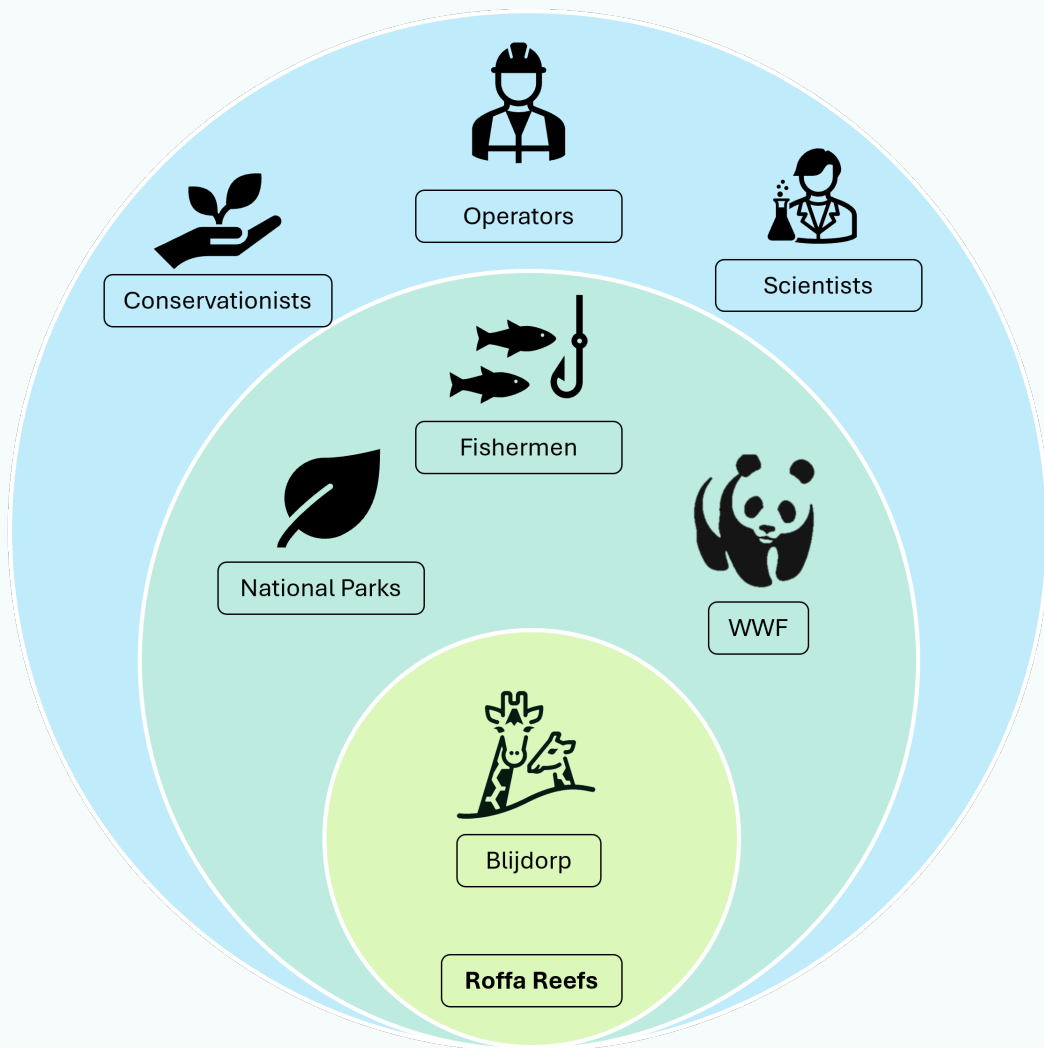 Operators
Scientists
Conservationists
Fishermen
National Parks
WWF
Blijdorp
Roffa Reefs